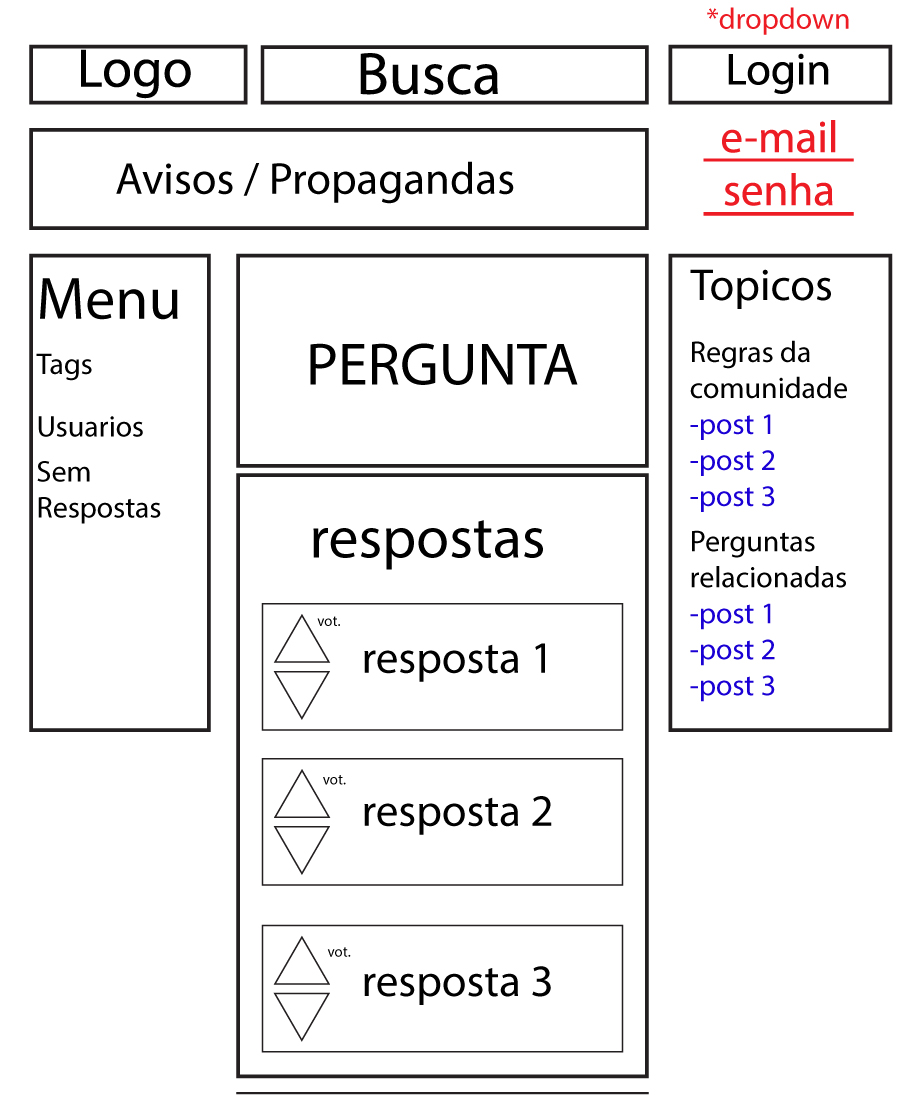 *dropdown
Logo
Busca
Login
Avisos / Propagandas
e-mail
senha
Menu
Tags
Usuarios
Sem
Respostas
PERGUNTA
respostas
vot.
resposta 1
vot.
resposta 2
vot.
resposta 3
Topicos
Regras da
comunidade
-post 1
-post 2
-post 3
Perguntas
relacionadas
-post 1
-post 2
-post 3